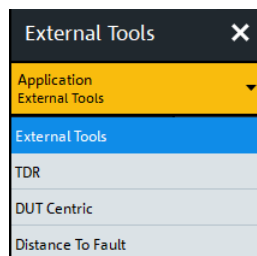 External Tools
Application
External Tools
External Tools
TDR
DUT Centric
Distance To Fault